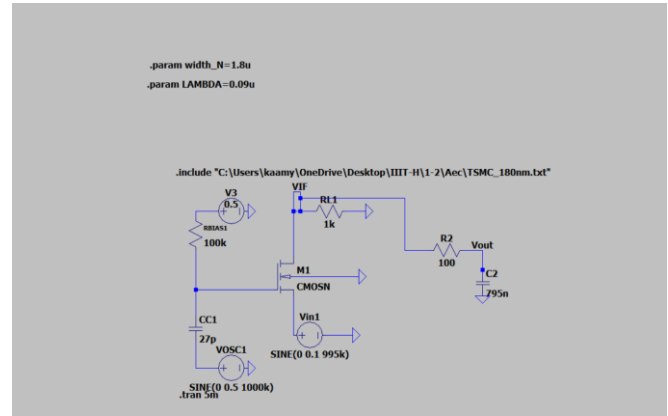 .param width_N=1.8u
.param LAMBDA=0.09u
.include "C:\Users\kaamy\OneDrive\Desktop\IIIT-H\1-2\Aec\TSMC_180nm.txt"
V3
0.5
VIF
RL1
1k
RBIAS1
100k
R2
100
Vout
M1
CMOSN
C2
795n
CC1
27p
Vin1
SINE(0 0.1 995k)
VOSC1
SINE(0 0.5 1000k)
.tran 5m